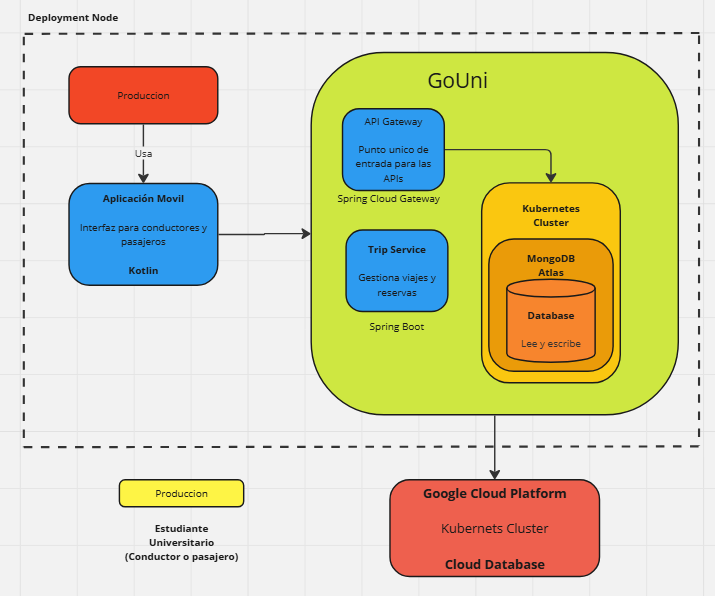 Deployment Node
Produccion
Usa
Aplicación Movil
Interfaz para conductores y
pasajeros
Kotlin
GoUni
API Gateway
Punto unico de
entrada para las
APIs
Spring Cloud Gateway
Trip Service
Gestiona viajes y
reservas
Spring Boot
Kubernetes
Cluster
MongoDB
Atlas
Database
Lee y escribe
Produccion
Estudiante
Universitario
(Conductor o pasajero)
Google Cloud Platform
Kubernets Cluster
Cloud Database